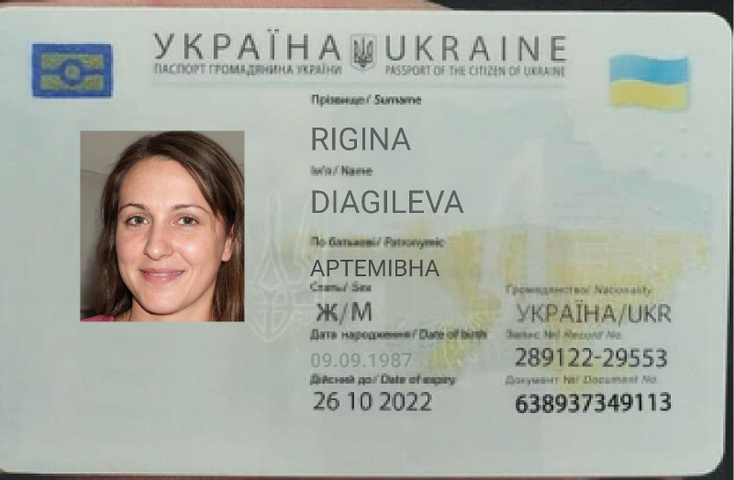 УКРАЇНА UKRAINE
ПАСПОРТ ГРОМАДЯНИНА УКРАЇНИ PASSPORT OF THE CITIZEN OF UKRAINE
Прізвище/ Surname
RIGINA
Ім'я/ Name
DIAGILEVA
По батькові/ Patronymic
АРТЕМІВНА
Стать/ Sex Громадянство/ Nationality
Ж/М УКРАЇНА/UKR
Дата народження/ Date of birth Запис №/ Record No.
09.09.1987 289122-29553
Дійсний до/ Date of expiry Документ №/ Document No.
26 10 2022 638937349113